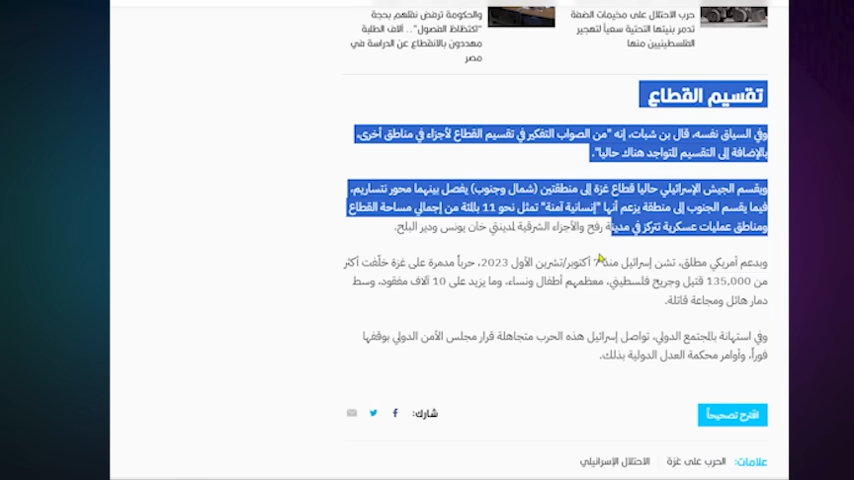 حرب الاحتلال على مخيمات الضفة
تدمر بنيتها التحتية سعياً لتهجير
الفلسطينيين منها
والحكومة ترفض نقلهم بحجة
"اكتظاظ الفصول".. آلاف الطلبة
مهددون بالانقطاع عن الدراسة في
مصر
تقسيم القطاع
وفي السياق نفسه، قال بن شبات، إنه "من الصواب التفكير في تقسيم القطاع لأجزاء في مناطق أخرى،
بالإضافة إلى التقسيم المتواجد هناك حاليا".
ويقسم الجيش الإسرائيلي حاليا قطاع غزة إلى منطقتين (شمال وجنوب) يفصل بينهما محور نتساريم،
فيما يقسم الجنوب إلى منطقة يزعم أنها "إنسانية آمنة" تمثل نحو 11 بالمئة من إجمالي مساحة القطاع
ومناطق عمليات عسكرية تتركز في مدينة رفح والأجزاء الشرقية لمدينتي خان يونس ودير البلح.
وبدعم أمريكي مطلق، تشن إسرائيل منذ 7 أكتوبر/تشرين الأول 2023، حرباً مدمرة على غزة خلّفت أكثر
من 135,000 قتيل وجريح فلسطيني، معظمهم أطفال ونساء، وما يزيد على 10 آلاف مفقود، وسط
دمار هائل ومجاعة قاتلة.
وفي استهانة بالمجتمع الدولي، تواصل إسرائيل هذه الحرب متجاهلة قرار مجلس الأمن الدولي بوقفها
فوراً، وأوامر محكمة العدل الدولية بذلك.
اقترح تصحيحاً
شارك:
علامات: الحرب على غزة الاحتلال الإسرائيلي